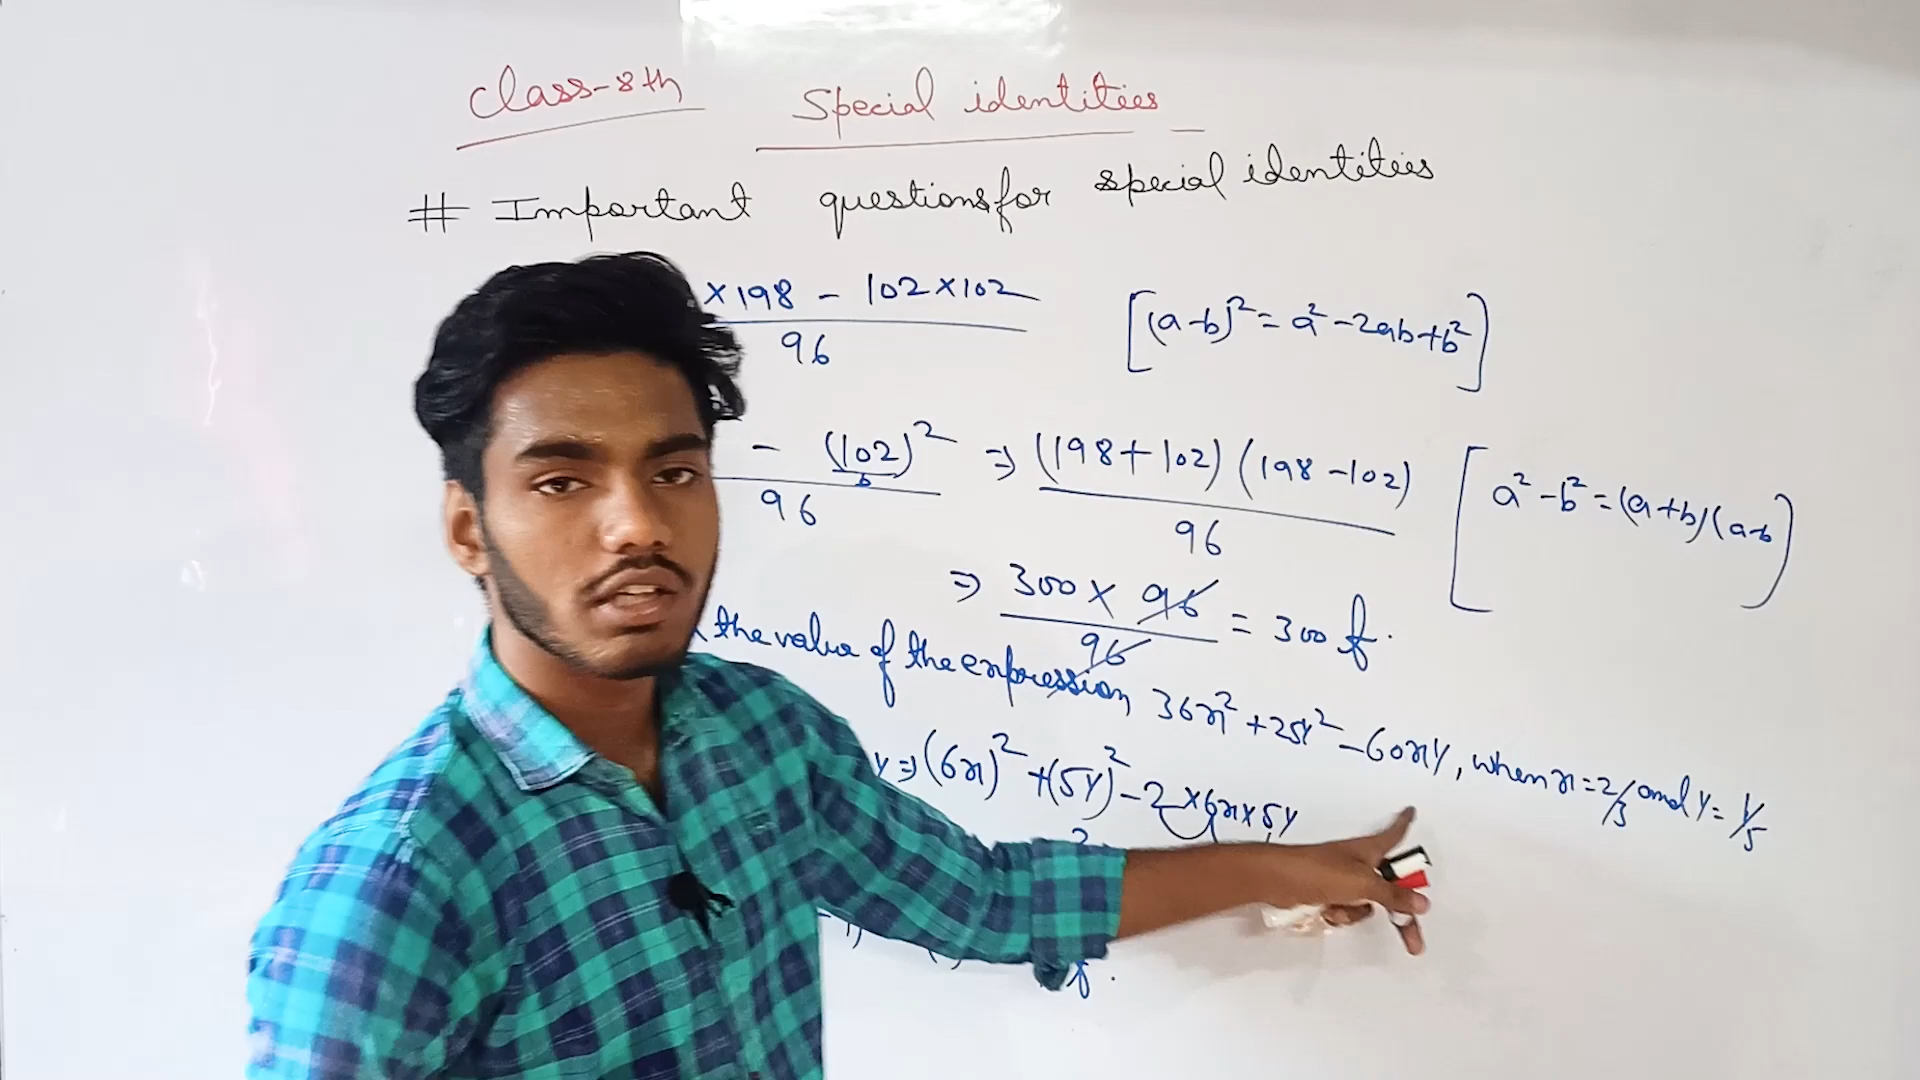 Class-8th Special identities
# Important questions for special identities
×198 - 102×102
96
[(a-b)² = a² - 2ab + b²]
- (102)²
b
96
⇒ (198+102) (198-102)
96
[a² - b² = (a+b)(a-b)
⇒ 300 × 96
96
= 300
the value of the expression 36x² + 25y² - 60xy, when x = 2/3 and y = 1/5
y ⇒ (6x)² + (5y)² - 2×6x×5y